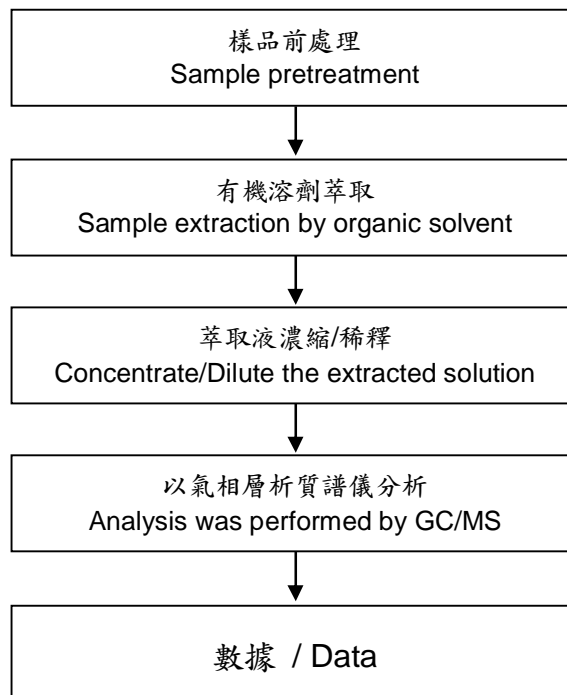 樣品前處理
Sample pretreatment
有機溶劑萃取
Sample extraction by organic solvent
萃取液濃縮/稀釋
Concentrate/Dilute the extracted solution
以氣相層析質譜儀分析
Analysis was performed by GC/MS
數據 / Data